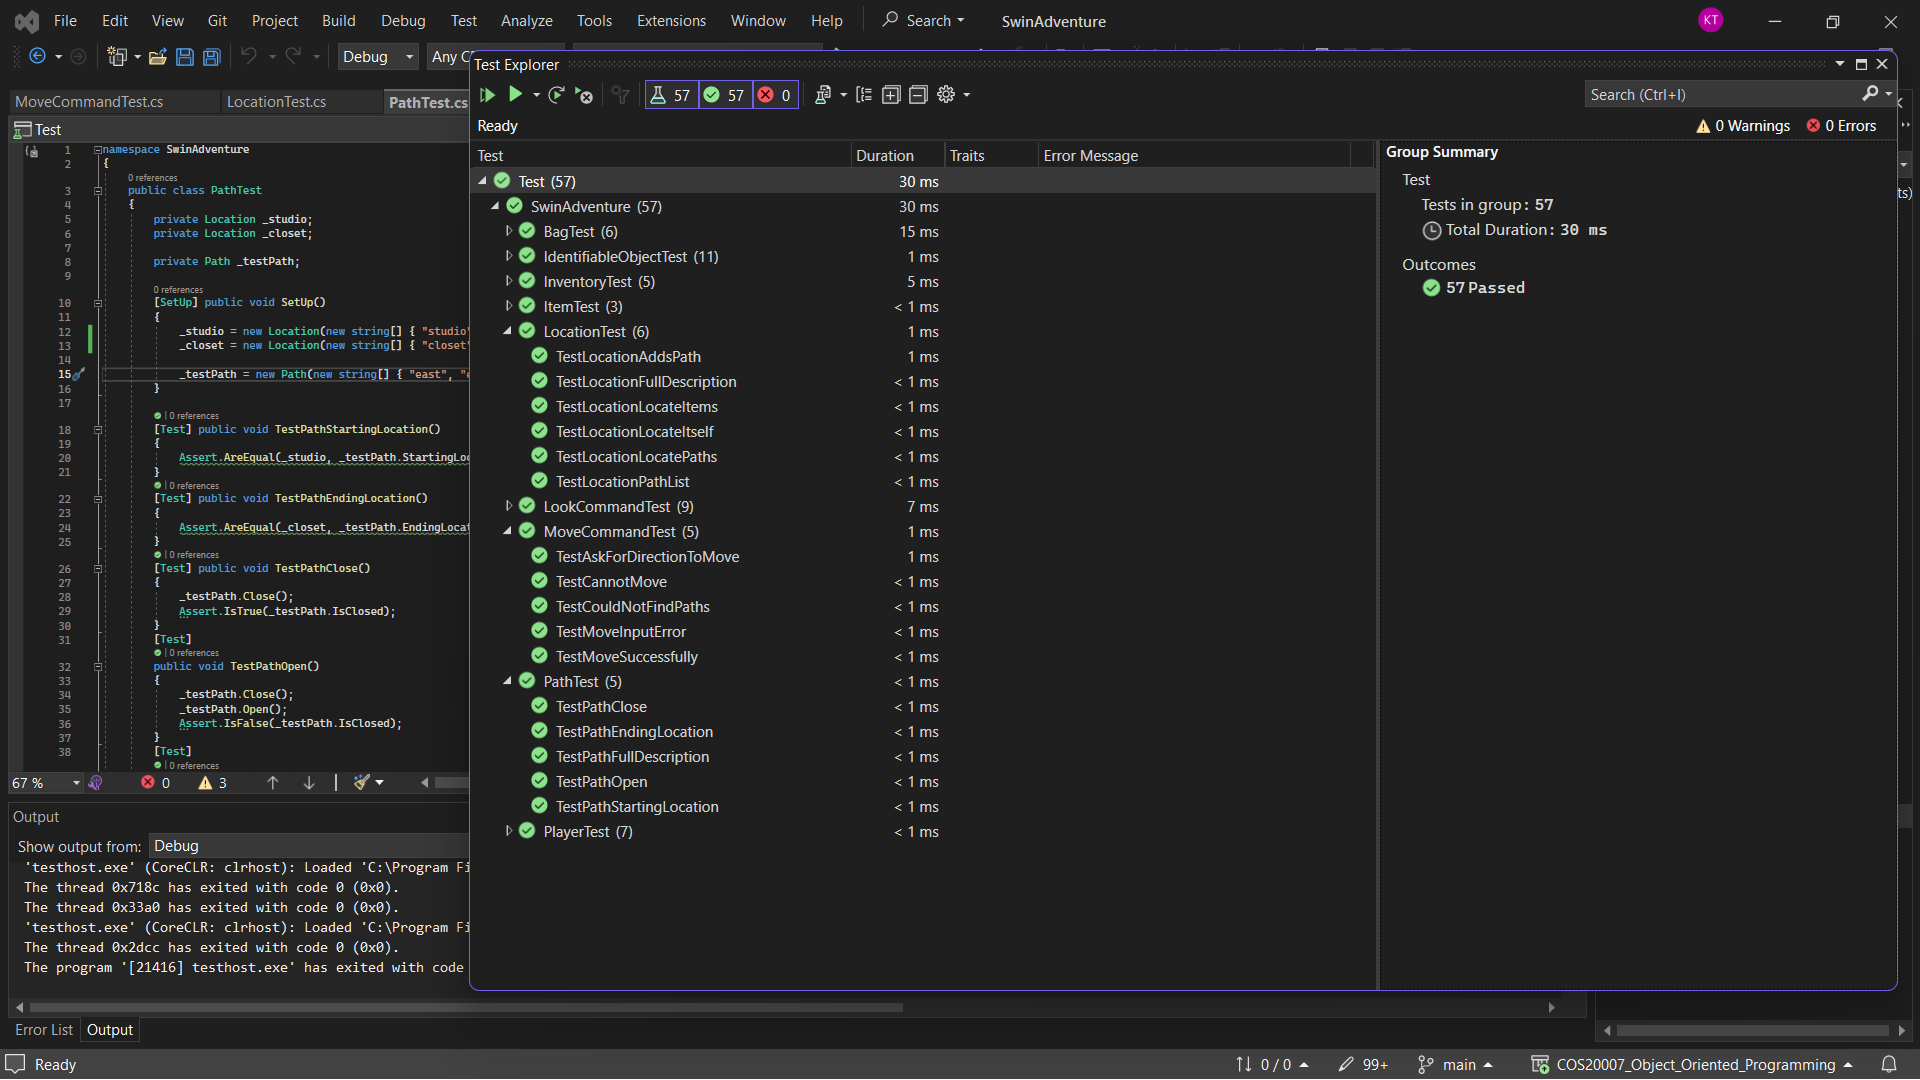 File Edit View Git Project Build Debug Test Analyze Tools Extensions Window Help Search SwinAdventure KT
Debug Any
MoveCommandTest.cs LocationTest.cs PathTest.cs
Test
1 namespace SwinAdventure
2 {
0 references
3 public class PathTest
4 {
5 private Location _studio;
6 private Location _closet;
7
8 private Path _testPath;
9
0 references
10 [SetUp] public void SetUp()
11 {
12 _studio = new Location(new string[] { "studio"
13 _closet = new Location(new string[] { "closet"
14
15 _testPath = new Path(new string[] { "east", "
16 }
17
0 references
18 [Test] public void TestPathStartingLocation()
19 {
20 Assert.AreEqual(_studio, _testPath.StartingLoc
21 }
0 references
22 [Test] public void TestPathEndingLocation()
23 {
24 Assert.AreEqual(_closet, _testPath.EndingLocat
25 }
0 references
26 [Test] public void TestPathClose()
27 {
28 _testPath.Close();
29 Assert.IsTrue(_testPath.IsClosed);
30 }
31 [Test]
0 references
32 public void TestPathOpen()
33 {
34 _testPath.Close();
35 _testPath.Open();
36 Assert.IsFalse(_testPath.IsClosed);
37 }
38 [Test]
0 references
67 % 0 3
Output
Show output from: Debug
'testhost.exe' (CoreCLR: clrhost): Loaded 'C:\Program Fi
The thread 0x718c has exited with code 0 (0x0).
The thread 0x33a0 has exited with code 0 (0x0).
'testhost.exe' (CoreCLR: clrhost): Loaded 'C:\Program Fi
The thread 0x2dcc has exited with code 0 (0x0).
The program '[21416] testhost.exe' has exited with code
Error List Output
Test Explorer
57 57 0 Search (Ctrl+I)
Ready 0 Warnings 0 Errors
Test Duration Traits Error Message
Test (57) 30 ms
SwinAdventure (57) 30 ms
BagTest (6) 15 ms
IdentifiableObjectTest (11) 1 ms
InventoryTest (5) 5 ms
ItemTest (3) < 1 ms
LocationTest (6) 1 ms
TestLocationAddsPath 1 ms
TestLocationFullDescription < 1 ms
TestLocationLocateItems < 1 ms
TestLocationLocateItself < 1 ms
TestLocationLocatePaths < 1 ms
TestLocationPathList < 1 ms
LookCommandTest (9) 7 ms
MoveCommandTest (5) 1 ms
TestAskForDirectionToMove 1 ms
TestCannotMove < 1 ms
TestCouldNotFindPaths < 1 ms
TestMoveInputError < 1 ms
TestMoveSuccessfully < 1 ms
PathTest (5) < 1 ms
TestPathClose < 1 ms
TestPathEndingLocation < 1 ms
TestPathFullDescription < 1 ms
TestPathOpen < 1 ms
TestPathStartingLocation < 1 ms
PlayerTest (7) < 1 ms
Group Summary
Test
Tests in group: 57
Total Duration: 30 ms
Outcomes
57 Passed
ts)
Ready 0 / 0 99+ main COS20007_Object_Oriented_Programming